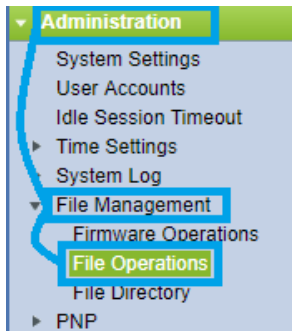 Administration
System Settings
User Accounts
Idle Session Timeout
Time Settings
System Log
File Management
Firmware Operations
File Operations
File Directory
PNP